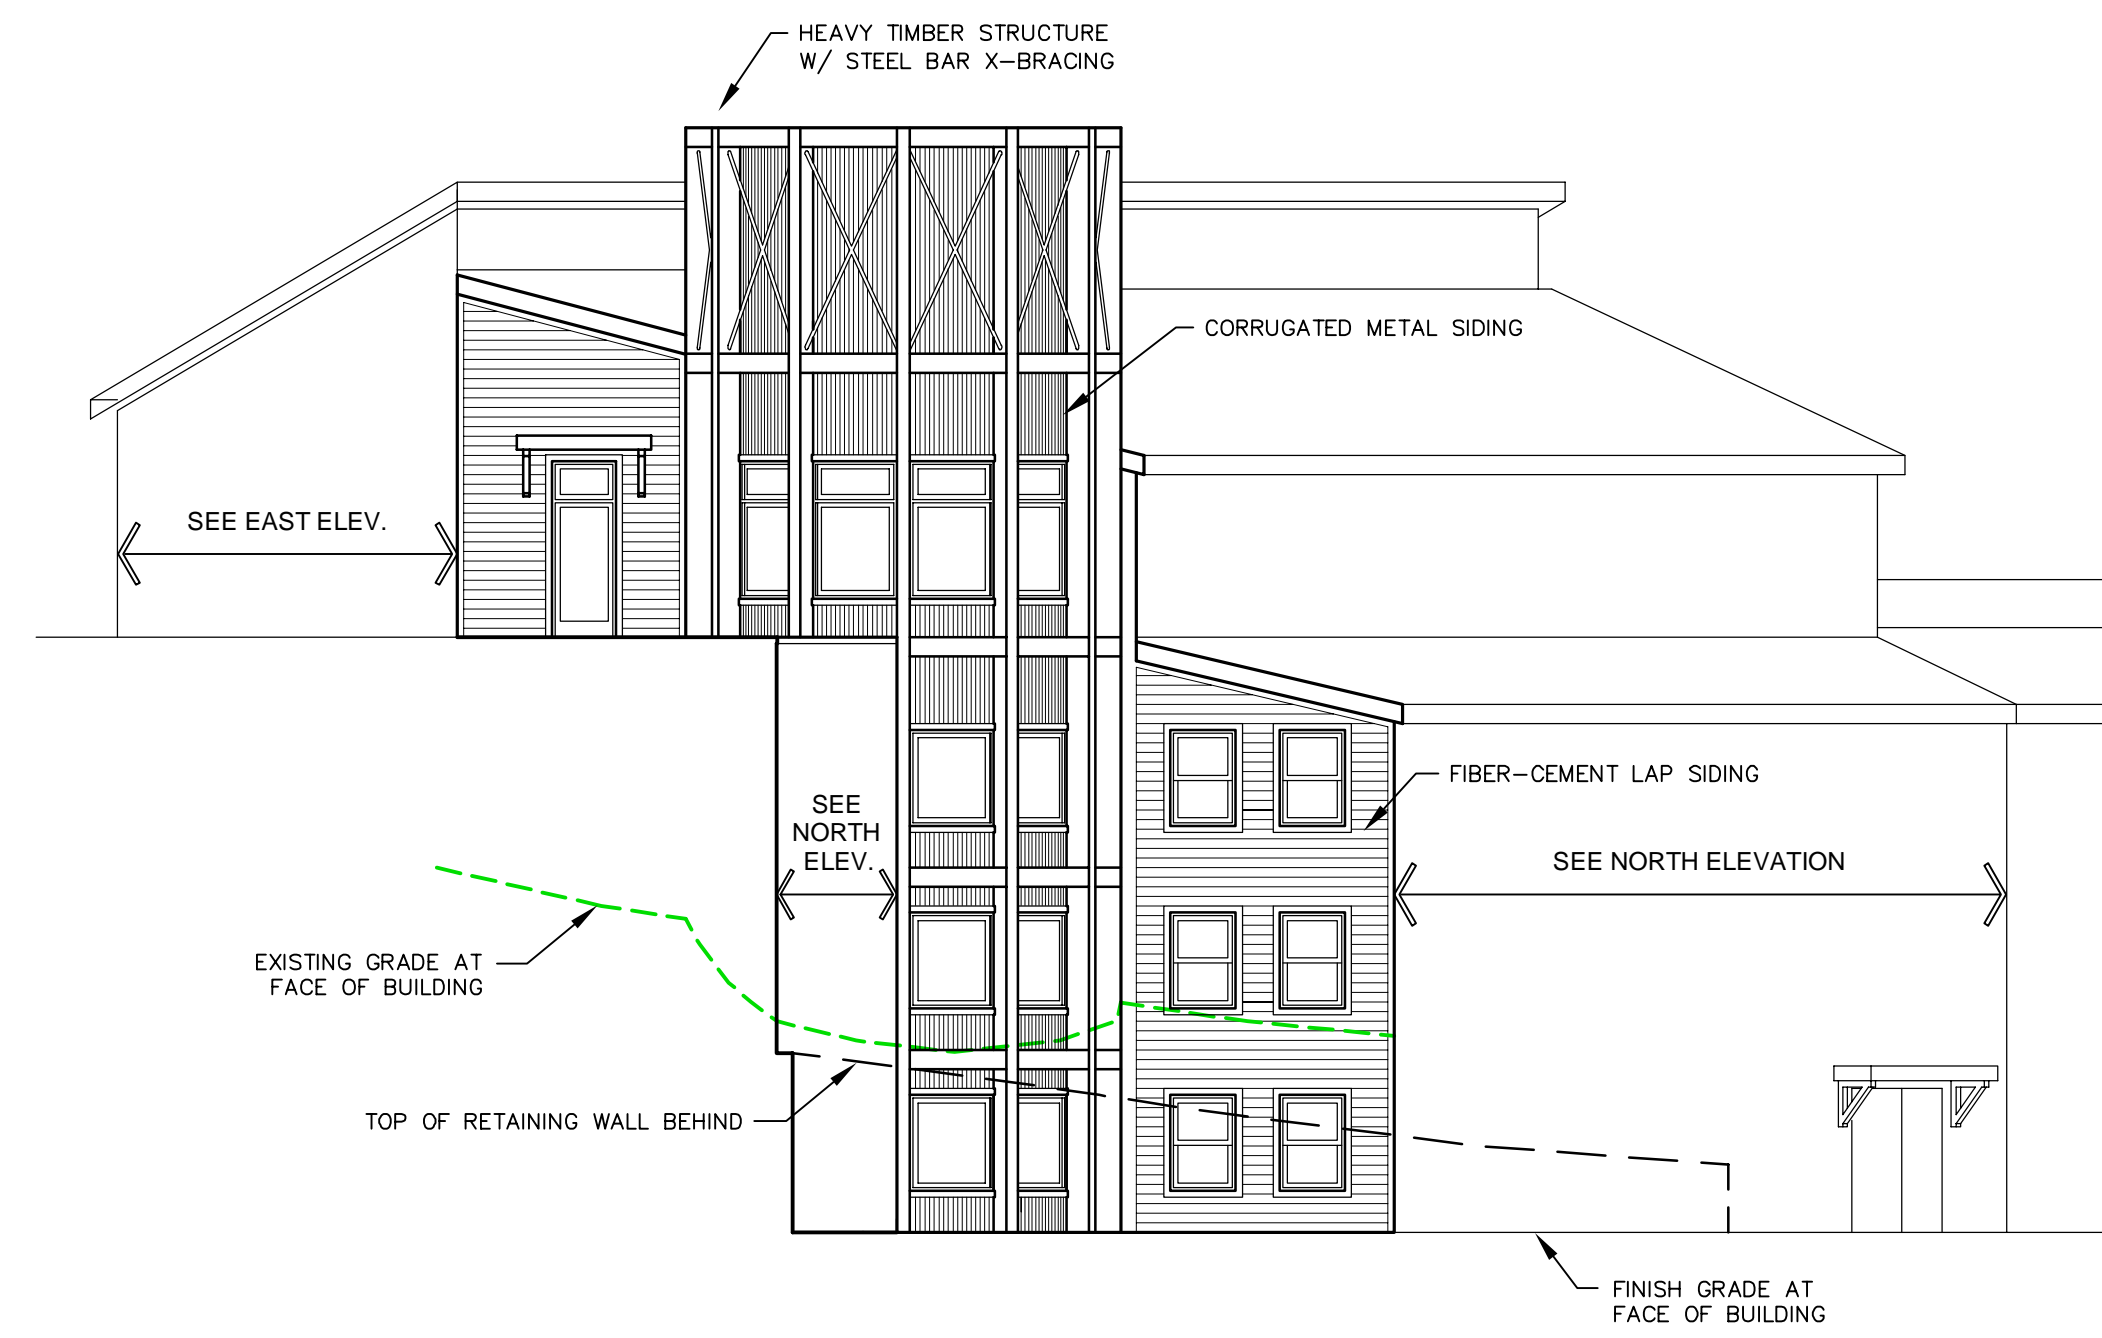 HEAVY TIMBER STRUCTURE
W/ STEEL BAR X-BRACING
CORRUGATED METAL SIDING
SEE EAST ELEV.
FIBER-CEMENT LAP SIDING
SEE
NORTH
ELEV.
SEE NORTH ELEVATION
EXISTING GRADE AT
FACE OF BUILDING
TOP OF RETAINING WALL BEHIND
FINISH GRADE AT
FACE OF BUILDING